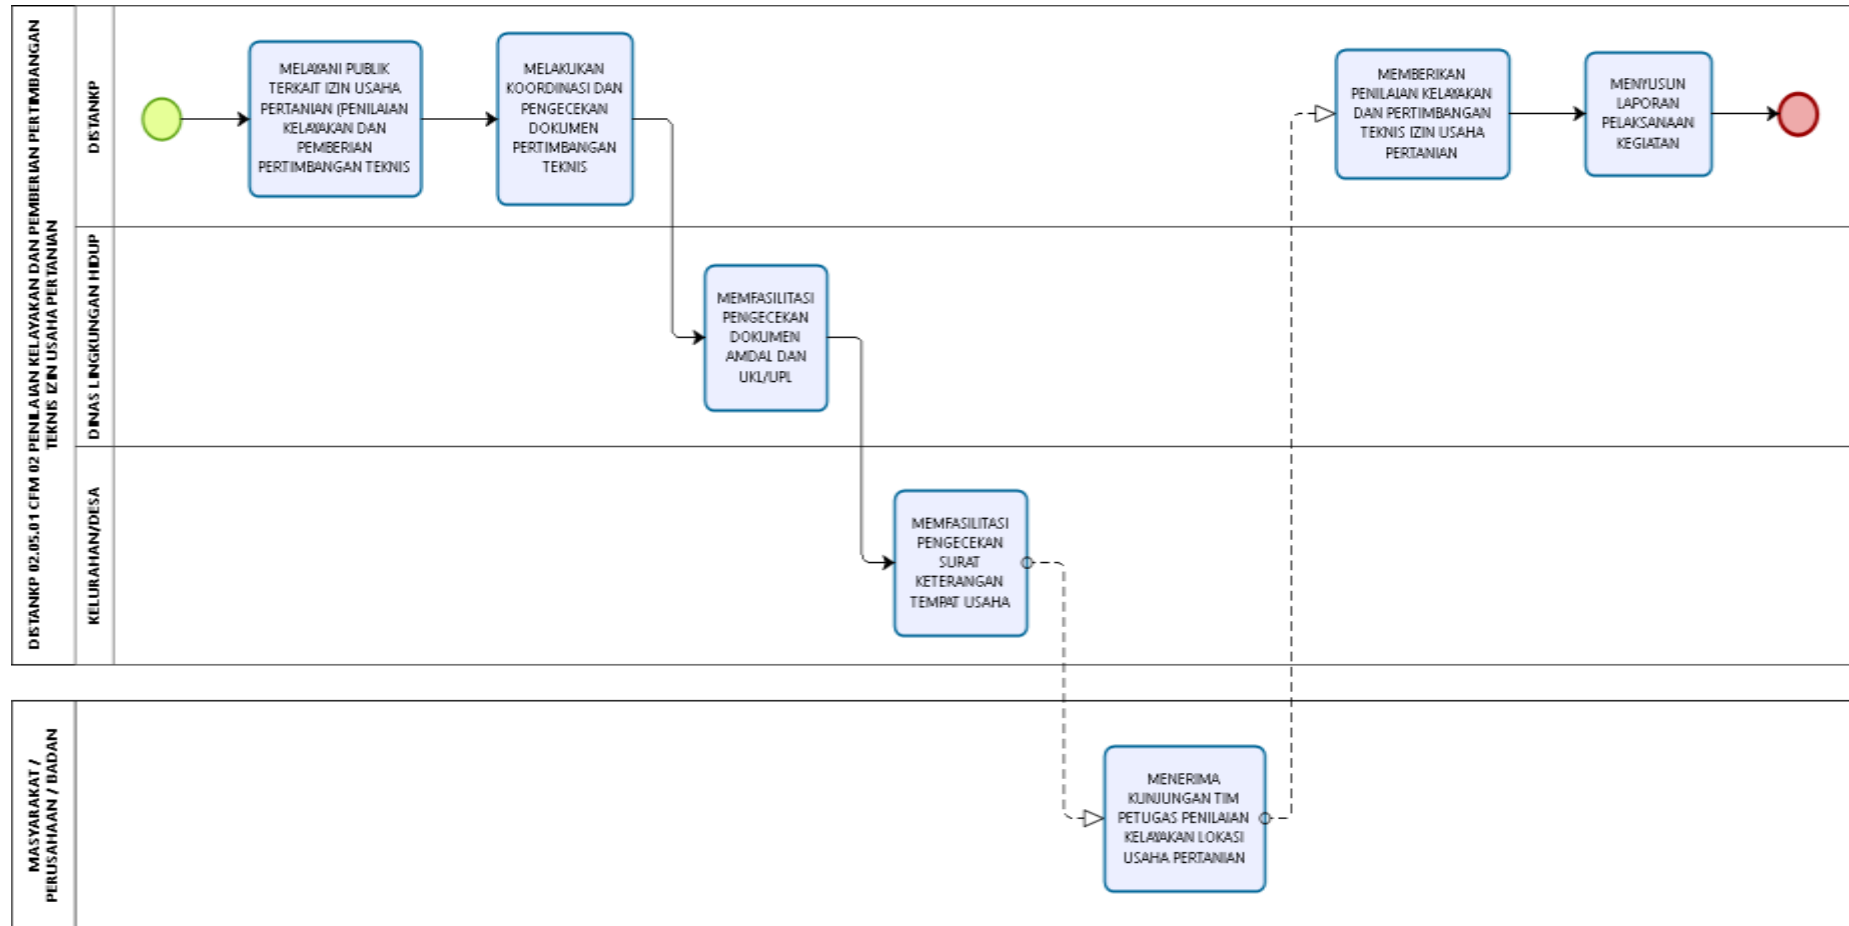 DISTANKP 02.05.01 CFM 02 PENILAIAN KELAYAKAN DAN PEMBERIAN PERTIMBANGAN
TEKNIS IZIN USAHA PERTANIAN
DISTANKP
MELAYANI PUBLIK
TERKAIT IZIN USAHA
PERTANIAN (PENILAIAN
KELAYAKAN DAN
PEMBERIAN
PERTIMBANGAN TEKNIS
MELAKUKAN
KOORDINASI DAN
PENGECEKAN
DOKUMEN
PERTIMBANGAN
TEKNIS
MEMBERIKAN
PENILAIAN KELAYAKAN
DAN PERTIMBANGAN
TEKNIS IZIN USAHA
PERTANIAN
MENYUSUN
LAPORAN
PELAKSANAAN
KEGIATAN
DINAS LINGKUNGAN HIDUP
MEMFASILITASI
PENGECEKAN
DOKUMEN
AMDAL DAN
UKL/UPL
KELURAHAN/DESA
MEMFASILITASI
PENGECEKAN
SURAT
KETERANGAN
TEMPAT USAHA
MASYARAKAT /
PERUSAHAAN / BADAN
MENERIMA
KUNJUNGAN TIM
PETUGAS PENILAIAN
KELAYAKAN LOKASI
USAHA PERTANIAN